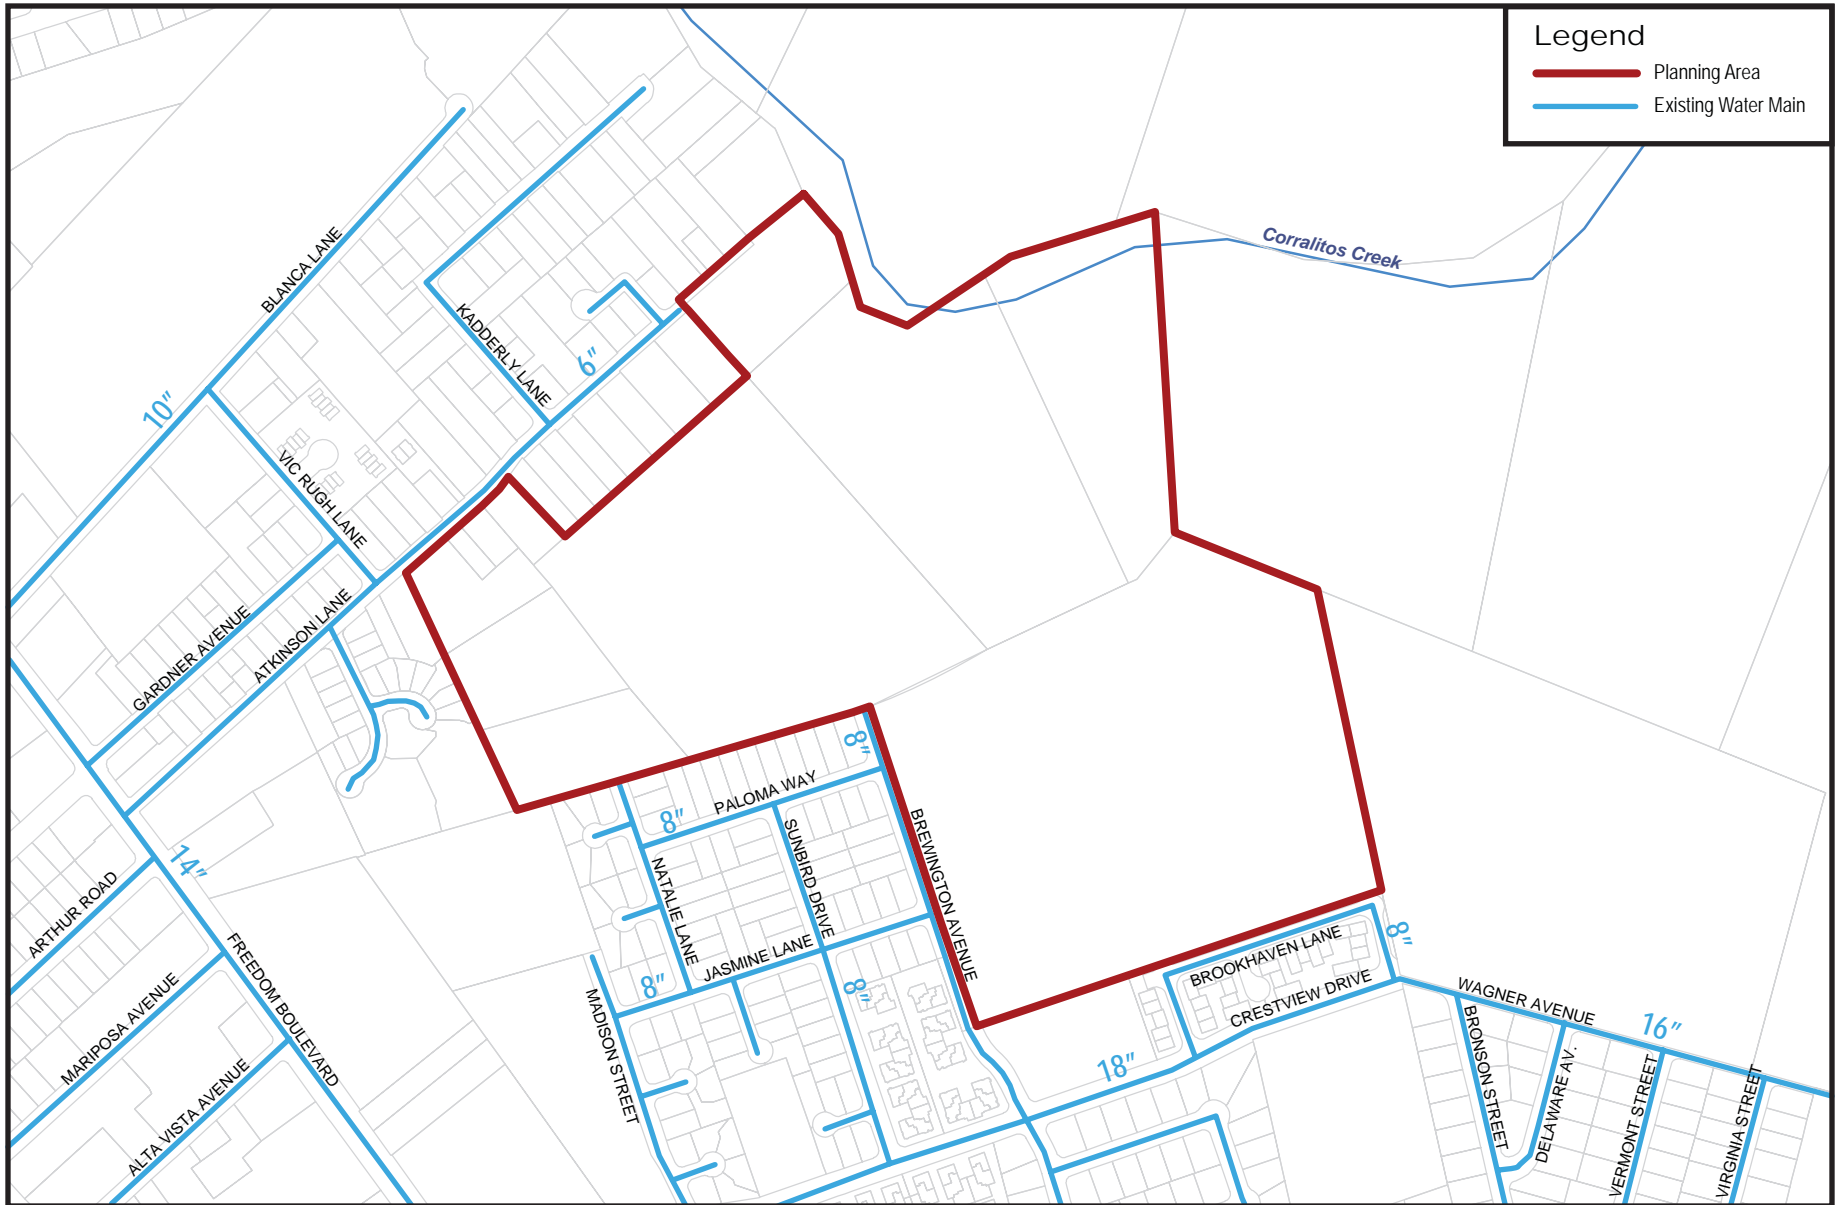 Legend
Planning Area
Existing Water Main
Corralitos Creek
BLANCA LANE
KADDERLY LANE
6"
10"
VIC RUGH LANE
GARDNER AVENUE
ATKINSON LANE
8"
PALOMA WAY
8"
BREWINGTON AVENUE
SUNBIRD DRIVE
NATALIE LANE
14"
ARTHUR ROAD
FREEDOM BOULEVARD
JASMINE LANE
8"
8"
BROOKHAVEN LANE
8"
CRESTVIEW DRIVE
WAGNER AVENUE
16"
MARIPOSA AVENUE
MADISON STREET
18"
BRONSON STREET
DELAWARE AV.
VERMONT STREET
VIRGINIA STREET
ALTA VISTA AVENUE